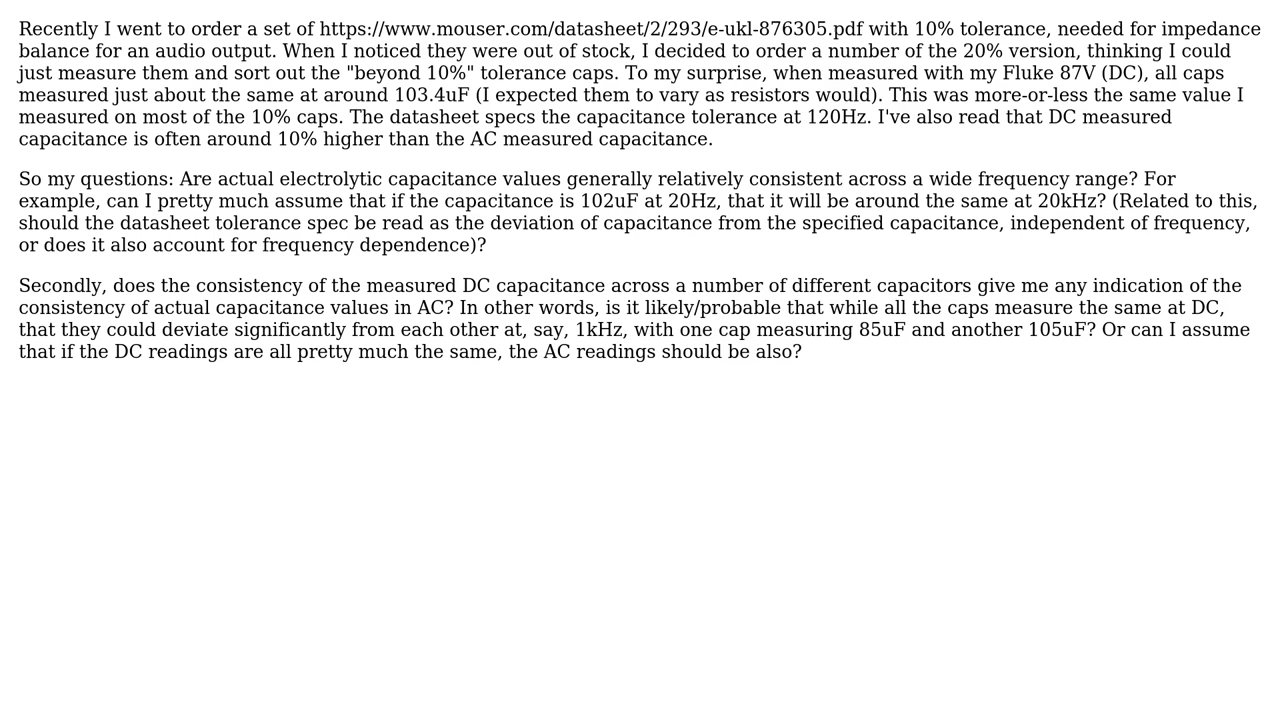 Recently I went to order a set of https://www.mouser.com/datasheet/2/293/e-ukl-876305.pdf with 10% tolerance, needed for impedance
balance for an audio output. When I noticed they were out of stock, I decided to order a number of the 20% version, thinking I could
just measure them and sort out the "beyond 10%" tolerance caps. To my surprise, when measured with my Fluke 87V (DC), all caps
measured just about the same at around 103.4uF (I expected them to vary as resistors would). This was more-or-less the same value I
measured on most of the 10% caps. The datasheet specs the capacitance tolerance at 120Hz. I've also read that DC measured
capacitance is often around 10% higher than the AC measured capacitance.
So my questions: Are actual electrolytic capacitance values generally relatively consistent across a wide frequency range? For
example, can I pretty much assume that if the capacitance is 102uF at 20Hz, that it will be around the same at 20kHz? (Related to this,
should the datasheet tolerance spec be read as the deviation of capacitance from the specified capacitance, independent of frequency,
or does it also account for frequency dependence)?
Secondly, does the consistency of the measured DC capacitance across a number of different capacitors give me any indication of the
consistency of actual capacitance values in AC? In other words, is it likely/probable that while all the caps measure the same at DC,
that they could deviate significantly from each other at, say, 1kHz, with one cap measuring 85uF and another 105uF? Or can I assume
that if the DC readings are all pretty much the same, the AC readings should be also?